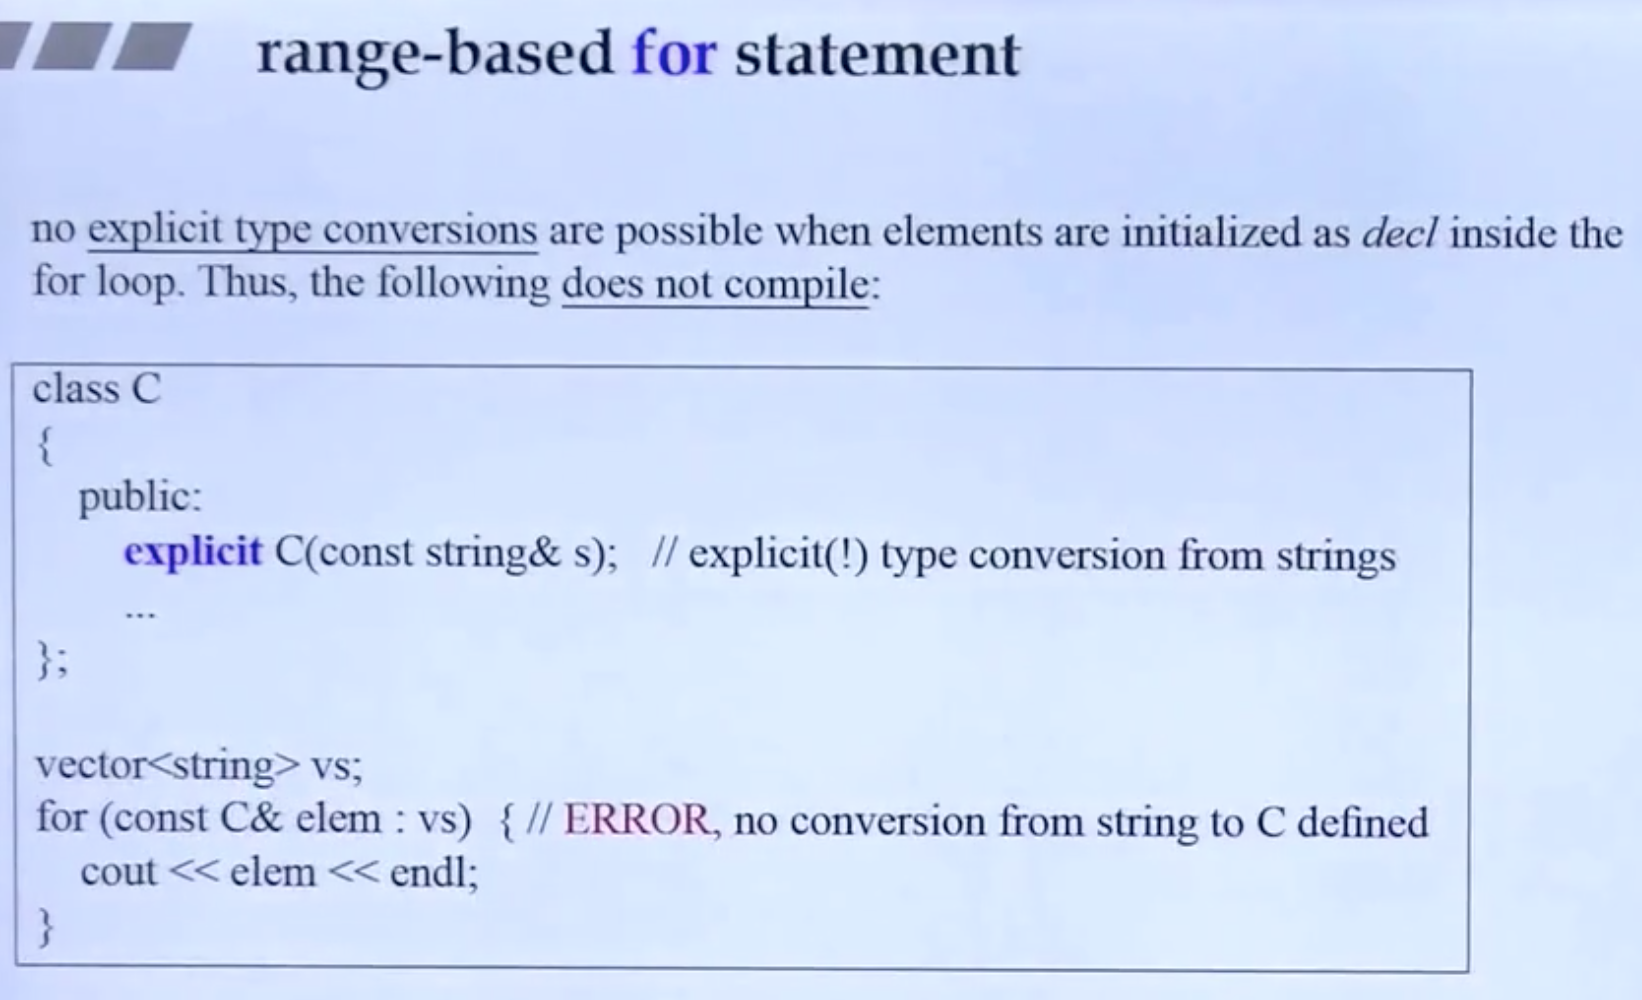 range-based for statement
no explicit type conversions are possible when elements are initialized as decl inside the
for loop. Thus, the following does not compile:
class C
{
public:
explicit C(const string& s);   // explicit(!) type conversion from strings
...
};
vector<string> vs;
for (const C& elem : vs)  { // ERROR, no conversion from string to C defined
cout << elem << endl;
}